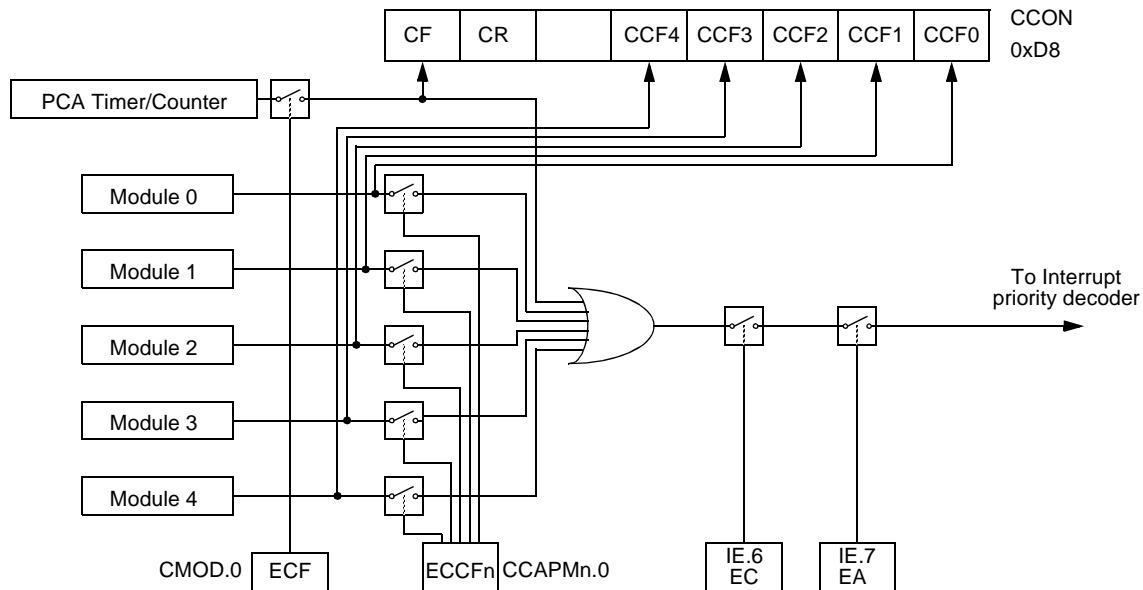 CF CR CCF4 CCF3 CCF2 CCF1 CCF0 CCON
0xD8
PCA Timer/Counter
Module 0
Module 1
Module 2
Module 3
Module 4
To Interrupt
priority decoder
CMOD.0 ECF ECCFn CCAPMn.0
IE.6
EC
IE.7
EA